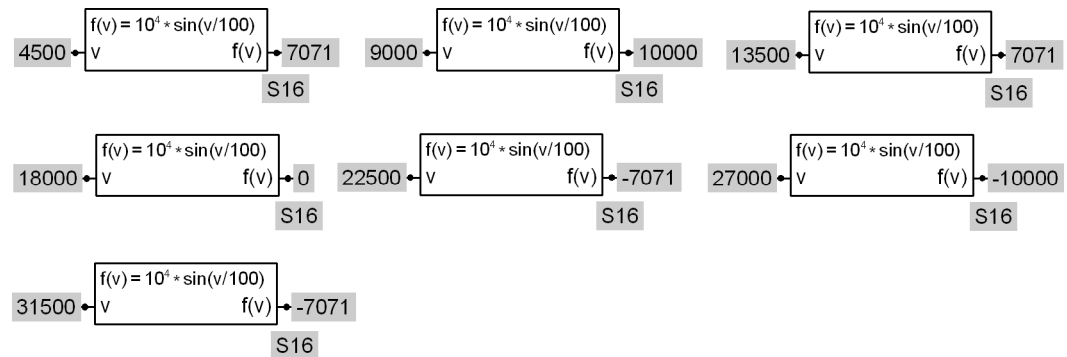 f(v) = 10⁴ * sin(v/100)
4500 v f(v) 7071
S16
f(v) = 10⁴ * sin(v/100)
9000 v f(v) 10000
S16
f(v) = 10⁴ * sin(v/100)
13500 v f(v) 7071
S16
f(v) = 10⁴ * sin(v/100)
18000 v f(v) 0
S16
f(v) = 10⁴ * sin(v/100)
22500 v f(v) -7071
S16
f(v) = 10⁴ * sin(v/100)
27000 v f(v) -10000
S16
f(v) = 10⁴ * sin(v/100)
31500 v f(v) -7071
S16